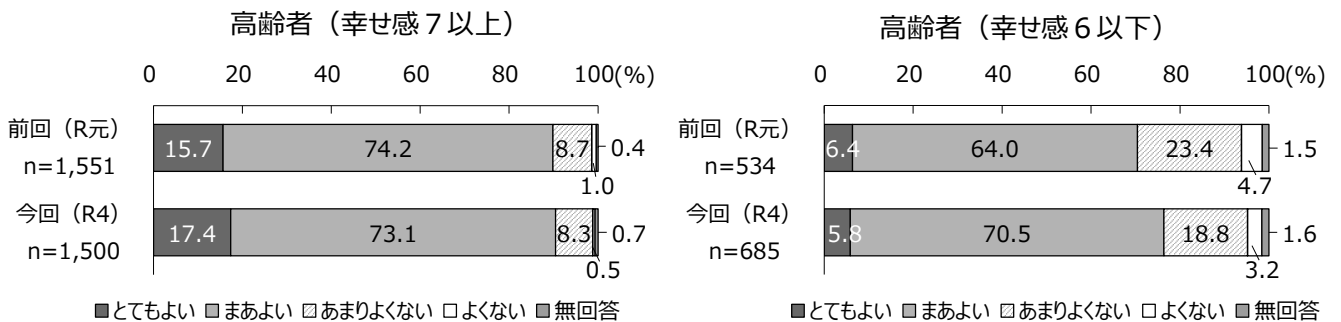 高齢者（幸せ感７以上）
0 20 40 60 80 100(%)
前回（R元）
n=1,551
15.7 74.2 8.7 0.4
1.0
今回（R4）
n=1,500
17.4 73.1 8.3 0.7
0.5
■とてもよい ■まあよい □あまりよくない □よくない ■無回答
高齢者（幸せ感６以下）
0 20 40 60 80 100(%)
前回（R元）
n=534
6.4 64.0 23.4 1.5
4.7
今回（R4）
n=685
5.8 70.5 18.8 1.6
3.2
■とてもよい ■まあよい □あまりよくない □よくない ■無回答